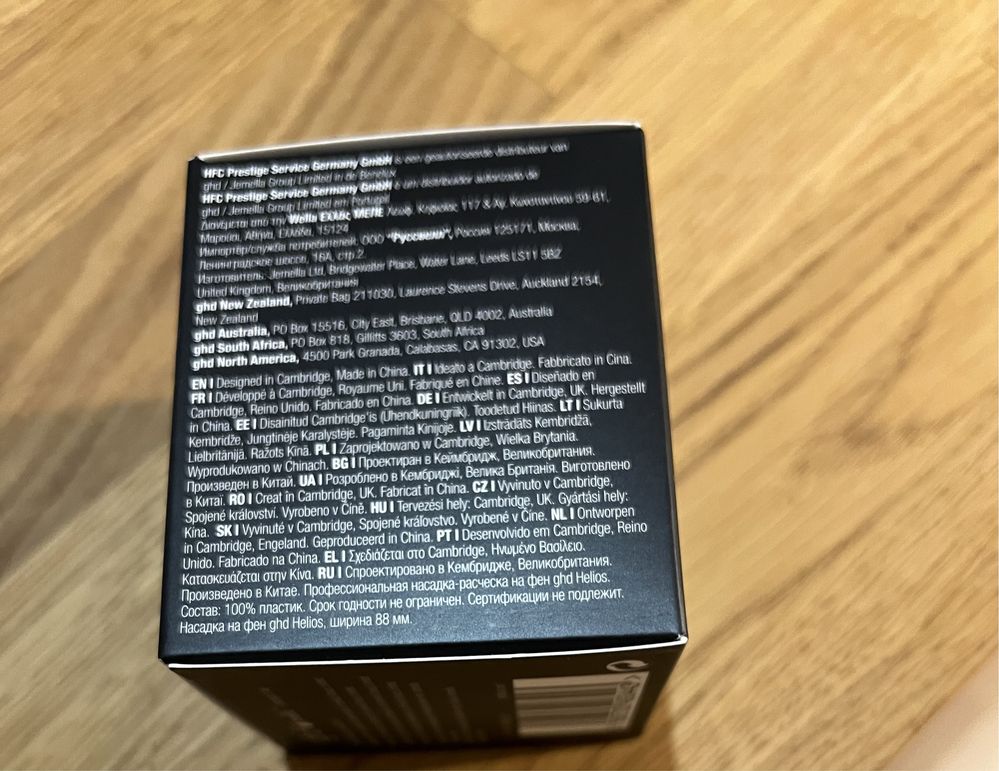 HFC Prestige Service Germany GmbH is een geautoriseerde distributeur van
ghd / Jemella Group Limited in de Benelux
HFC Prestige Service Germany GmbH é um distribuidor autorizado de
ghd / Jemella Group Limited em Portugal
Διανέμεται από την Wella Ελλάς ΜΕΠΕ Λεωφ. Κηφισίας 117 & Αγ. Κωνσταντίνου 59-61,
Μαρούσι, Αθήνα, Ελλάδα, 15124
Импортёр/служба потребителей, ООО "Русвелла", Россия 125171, Москва,
Ленинградское шоссе, 16А, стр.2.
Изготовитель: Jemella Ltd, Bridgewater Place, Water Lane, Leeds LS11 5BZ
United Kingdom, Великобритания
ghd New Zealand, Private Bag 211030, Laurence Stevens Drive, Auckland 2154,
New Zealand
ghd Australia, PO Box 15516, City East, Brisbane, QLD 4002, Australia
ghd South Africa, PO Box 818, Gillitts 3603, South Africa
ghd North America, 4500 Park Granada, Calabasas, CA 91302, USA
EN I Designed in Cambridge, Made in China. IT I Ideato a Cambridge. Fabbricato in Cina.
FR I Développé à Cambridge, Royaume Uni. Fabriqué en Chine. ES I Diseñado en
Cambridge, Reino Unido. Fabricado en China. DE I Entwickelt in Cambridge, UK. Hergestellt
in China. EE I Disainitud Cambridge'is (Ühendkuningriik). Toodetud Hiinas. LT I Sukurta
Kembridže, Jungtinėje Karalystėje. Pagaminta Kinijoje. LV I Izstrādāts Kembridžā,
Lielbritānijā. Ražots Ķīnā. PL I Zaprojektowano w Cambridge, Wielka Brytania.
Wyprodukowano w Chinach. BG I Проектиран в Кеймбридж, Великобритания.
Произведен в Китай. UA I Розроблено в Кембриджі, Велика Британія. Виготовлено
в Китаї. RO I Creat în Cambridge, UK. Fabricat în China. CZ I Vyvinuto v Cambridge,
Spojené království. Vyrobeno v Číně. HU I Tervezési hely: Cambridge, UK. Gyártási hely:
Kína. SK I Vyvinuté v Cambridge, Spojené kráľovstvo. Vyrobené v Číne. NL I Ontworpen
in Cambridge, Engeland. Geproduceerd in China. PT I Desenvolvido em Cambridge, Reino
Unido. Fabricado na China. EL I Σχεδιάζεται στο Cambridge, Ηνωμένο Βασίλειο.
Κατασκευάζεται στην Κίνα. RU I Спроектировано в Кембридже, Великобритания.
Произведено в Китае. Профессиональная насадка-расческа на фен ghd Helios.
Состав: 100% пластик. Срок годности не ограничен. Сертификации не подлежит.
Насадка на фен ghd Helios, ширина 88 мм.